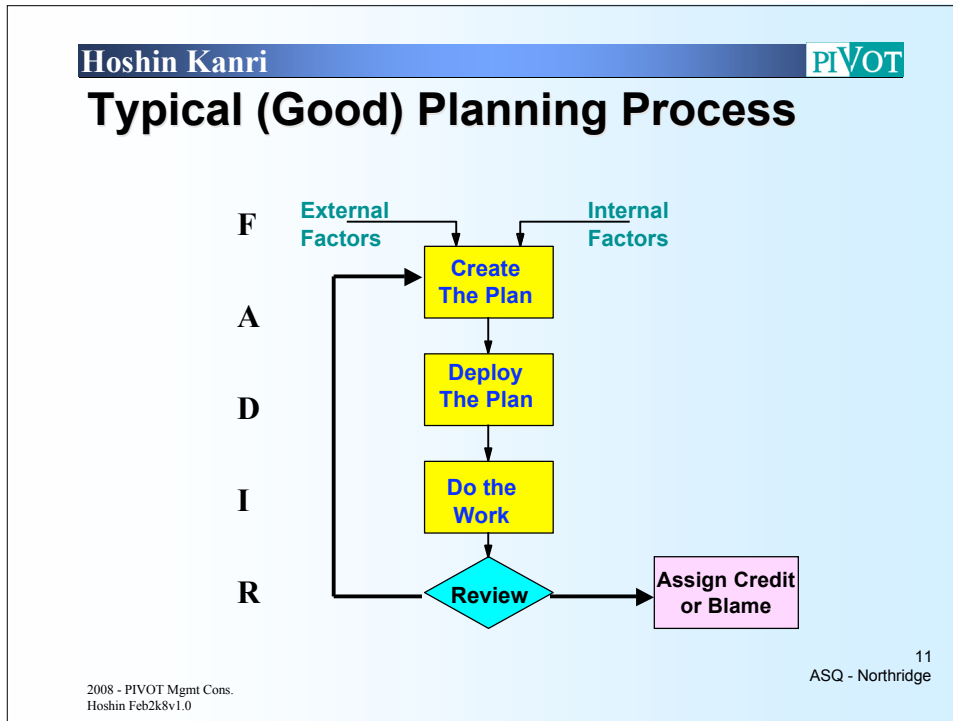 Hoshin Kanri
PIVOT
Typical (Good) Planning Process
F
External
Factors
Internal
Factors
Create
The Plan
A
Deploy
The Plan
D
Do the
Work
I
R
Review
Assign Credit
or Blame
11
ASQ - Northridge
2008 - PIVOT Mgmt Cons.
Hoshin Feb2k8v1.0